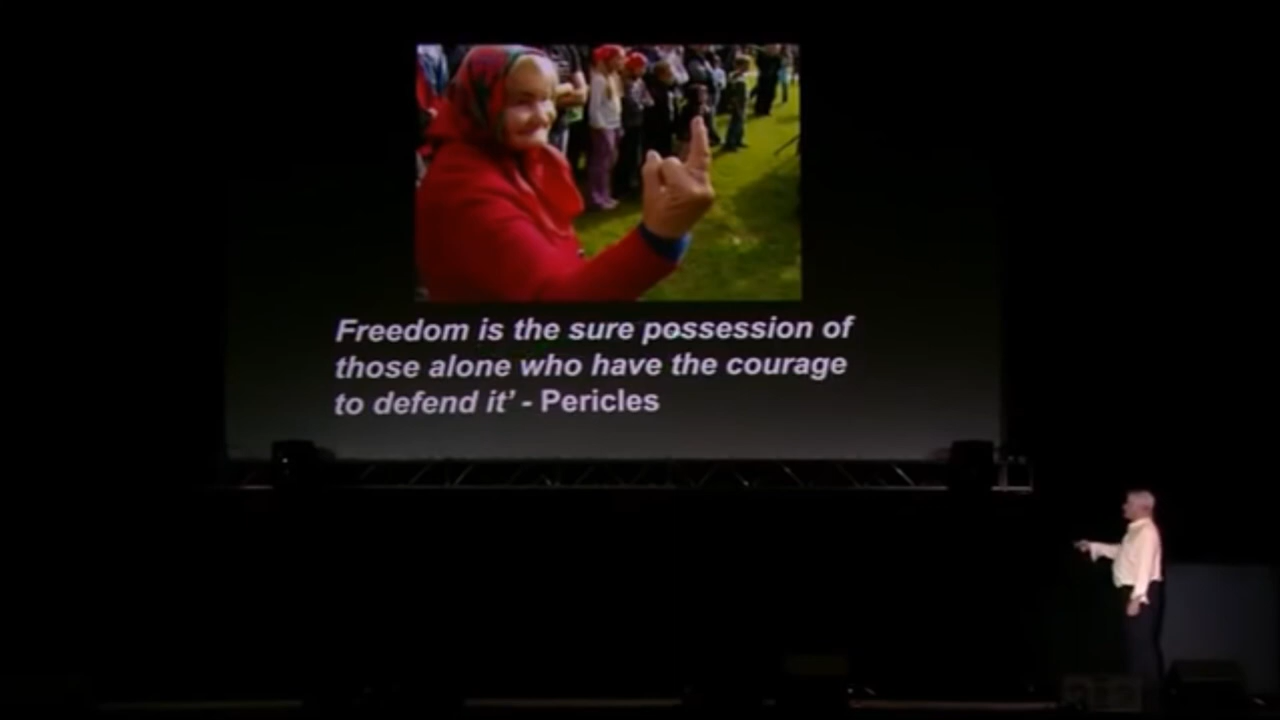 Freedom is the sure possession of
those alone who have the courage
to defend it' - Pericles